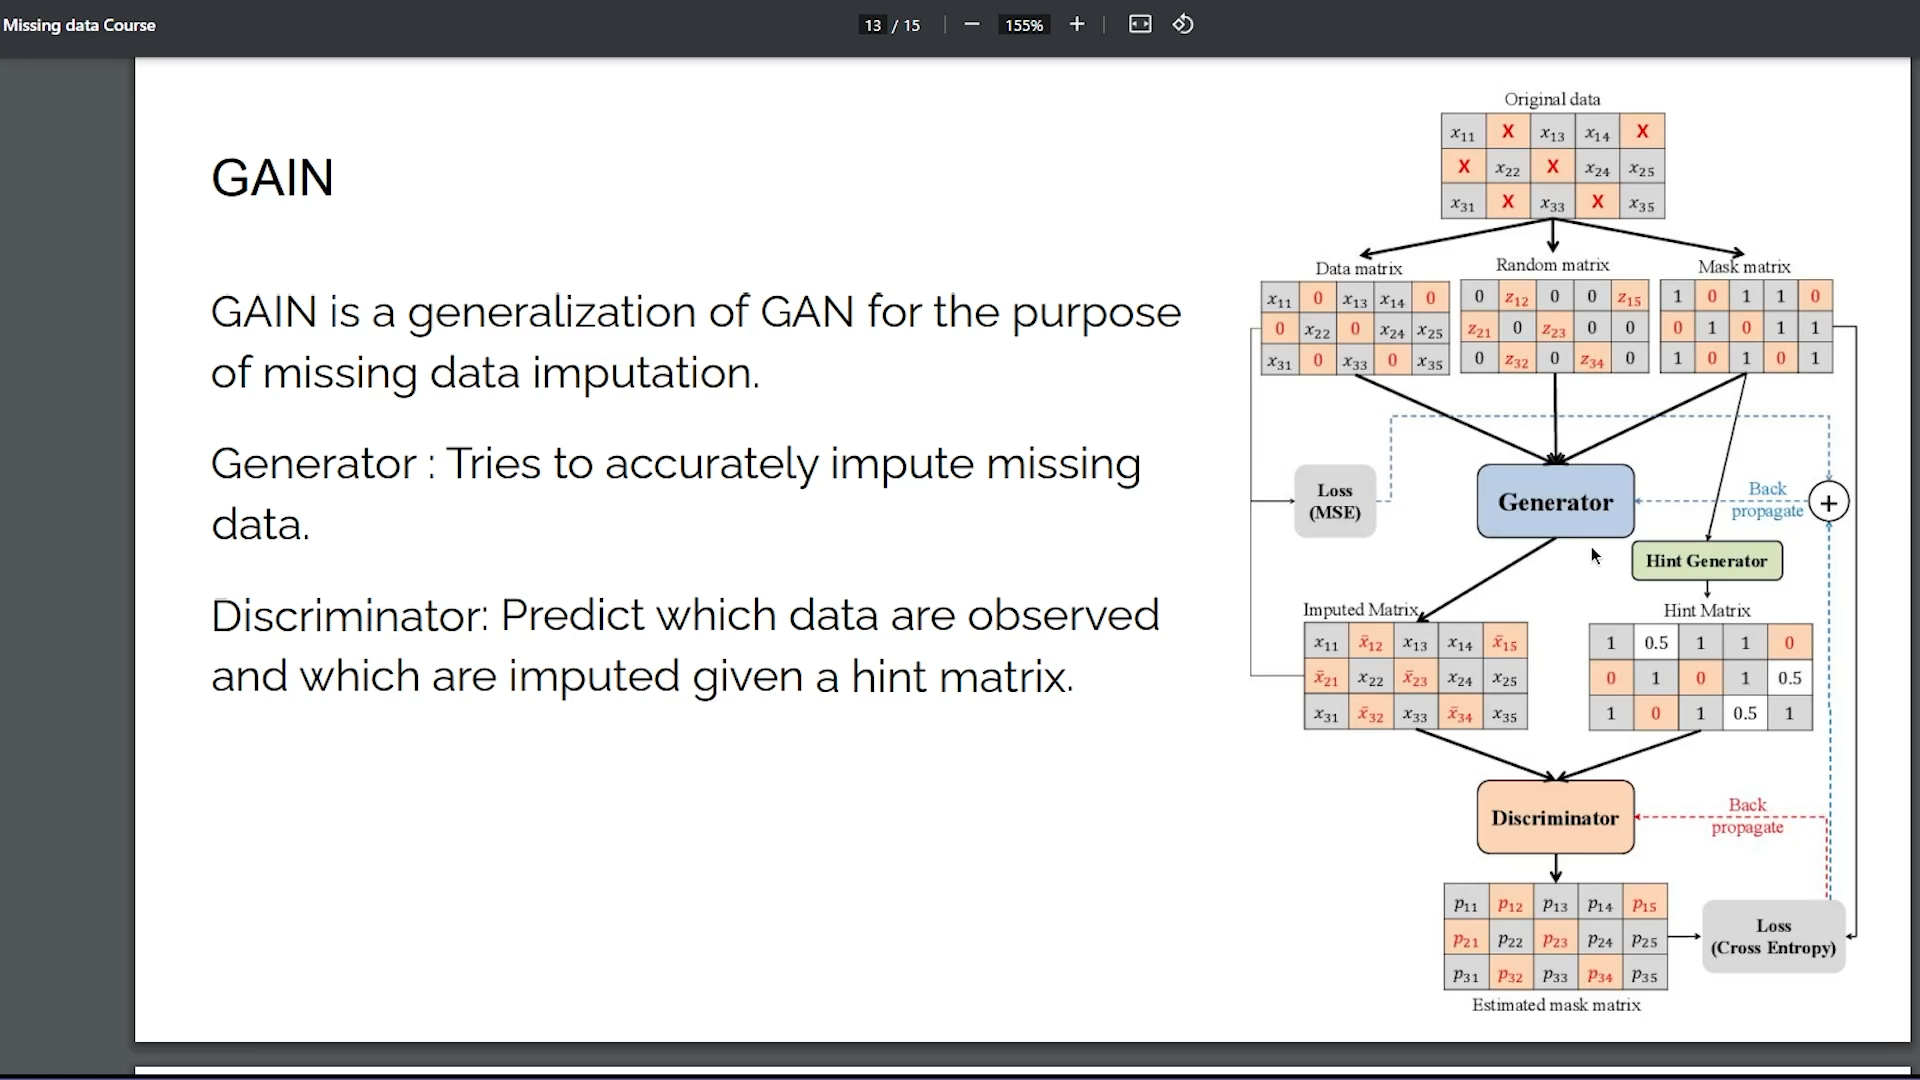 Missing data Course
13 / 15
155%
GAIN
GAIN is a generalization of GAN for the purpose
of missing data imputation.
Generator : Tries to accurately impute missing
data.
Discriminator: Predict which data are observed
and which are imputed given a hint matrix.
Original data
x11 X x13 x14 X
X x22 X x24 x25
x31 X x33 X x35
Data matrix
x11 0 x13 x14 0
0 x22 0 x24 x25
x31 0 x33 0 x35
Random matrix
0 z12 0 0 z15
z21 0 z23 0 0
0 z32 0 z34 0
Mask matrix
1 0 1 1 0
0 1 0 1 1
1 0 1 0 1
Loss
(MSE)
Generator
Back
propagate
+
Hint Generator
Imputed Matrix
x11 x̄12 x13 x14 x̄15
x̄21 x22 x̄23 x24 x25
x31 x̄32 x33 x̄34 x35
Hint Matrix
1 0.5 1 1 0
0 1 0 1 0.5
1 0 1 0.5 1
Discriminator
Back
propagate
p11 p12 p13 p14 p15
p21 p22 p23 p24 p25
p31 p32 p33 p34 p35
Estimated mask matrix
Loss
(Cross Entropy)